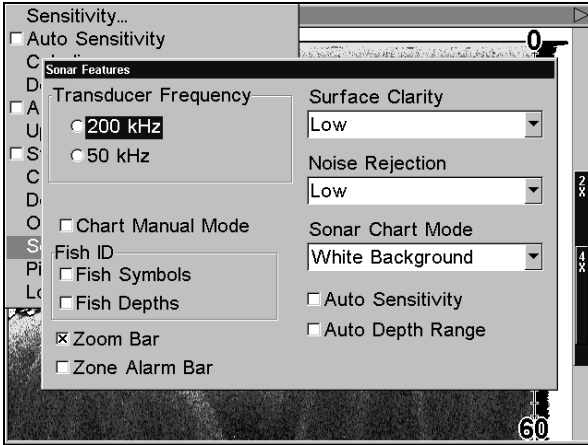 Sensitivity...
Auto Sensitivity
0
Sonar Features
Transducer Frequency
200 kHz
50 kHz
Chart Manual Mode
Fish ID
Fish Symbols
Fish Depths
Zoom Bar
Zone Alarm Bar
Surface Clarity
Low
Noise Rejection
Low
Sonar Chart Mode
White Background
Auto Sensitivity
Auto Depth Range
2x
4x
60